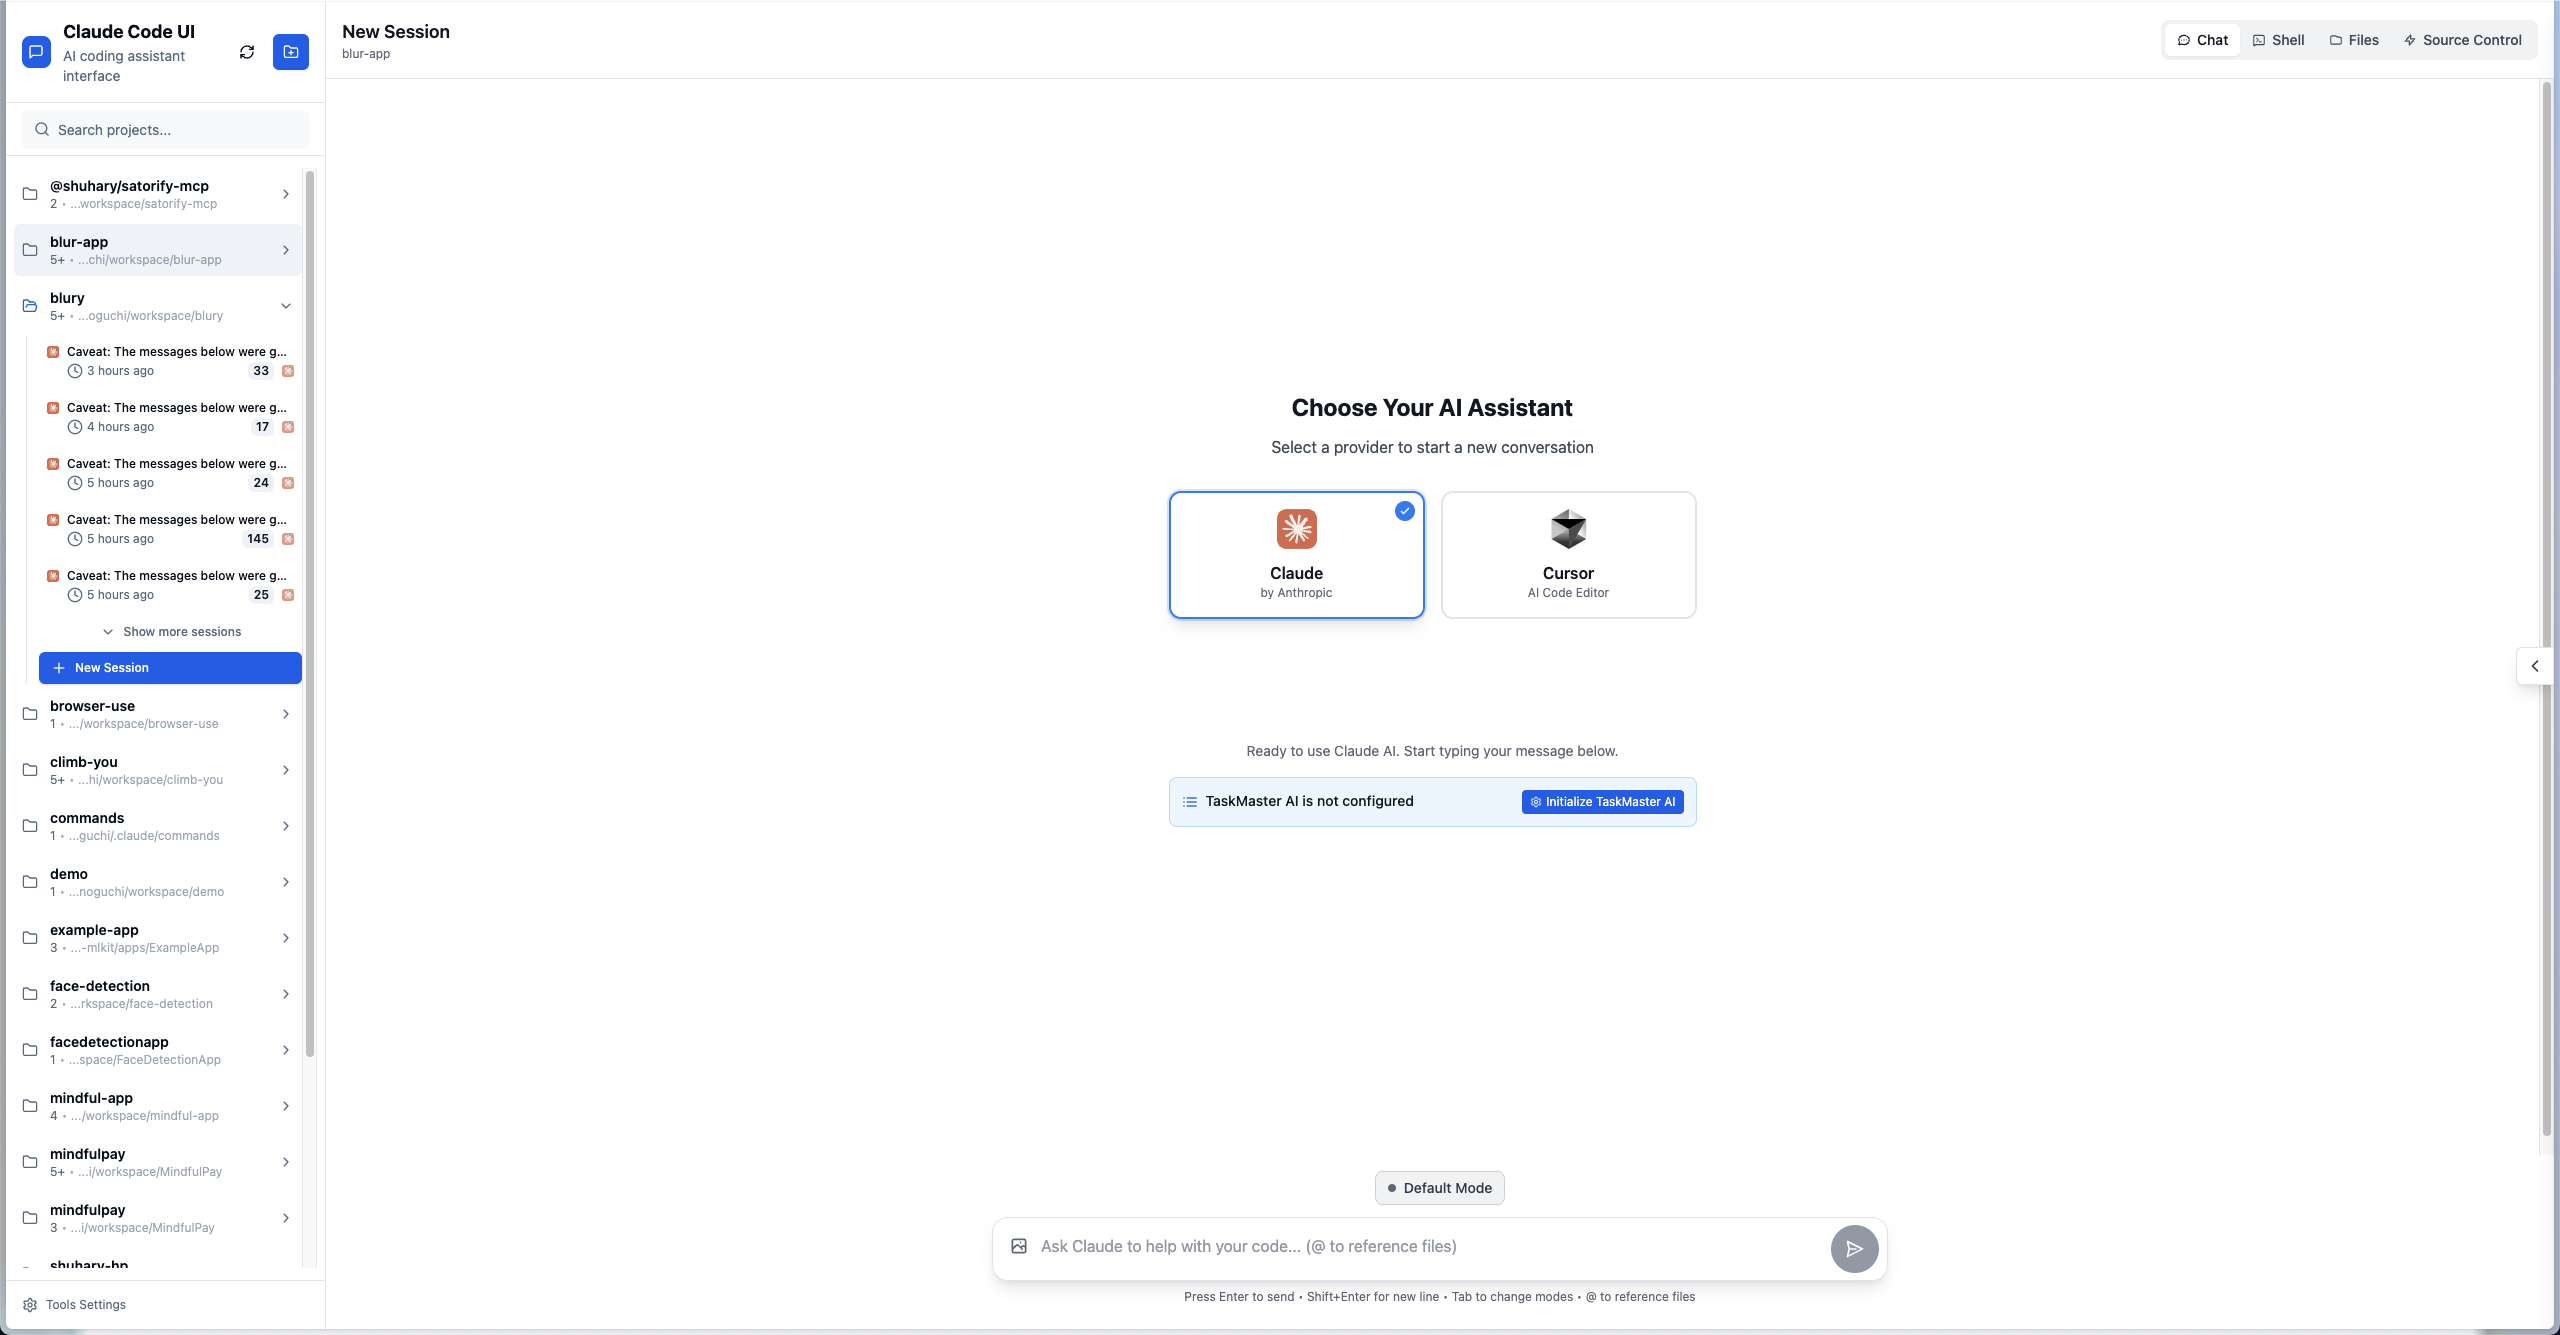 Claude Code UI
AI coding assistant
interface
Search projects...
@shuhary/satorify-mcp
2 • ...workspace/satorify-mcp
blur-app
5+ • ...chi/workspace/blur-app
blury
5+ • ...oguchi/workspace/blury
Caveat: The messages below were g...
3 hours ago 33
Caveat: The messages below were g...
4 hours ago 17
Caveat: The messages below were g...
5 hours ago 24
Caveat: The messages below were g...
5 hours ago 145
Caveat: The messages below were g...
5 hours ago 25
Show more sessions
New Session
browser-use
1 • .../workspace/browser-use
climb-you
5+ • ...hi/workspace/climb-you
commands
1 • ...guchi/.claude/commands
demo
1 • ...noguchi/workspace/demo
example-app
3 • ...-mlkit/apps/ExampleApp
face-detection
2 • ...rkspace/face-detection
facedetectionapp
1 • ...space/FaceDetectionApp
mindful-app
4 • .../workspace/mindful-app
mindfulpay
5+ • ...i/workspace/MindfulPay
mindfulpay
3 • ...i/workspace/MindfulPay
shuhary-hp
Tools Settings
New Session
blur-app
Chat Shell Files Source Control
Choose Your AI Assistant
Select a provider to start a new conversation
Claude
by Anthropic
Cursor
AI Code Editor
Ready to use Claude AI. Start typing your message below.
TaskMaster AI is not configured Initialize TaskMaster AI
Default Mode
Ask Claude to help with your code... (@ to reference files)
Press Enter to send • Shift+Enter for new line • Tab to change modes • @ to reference files